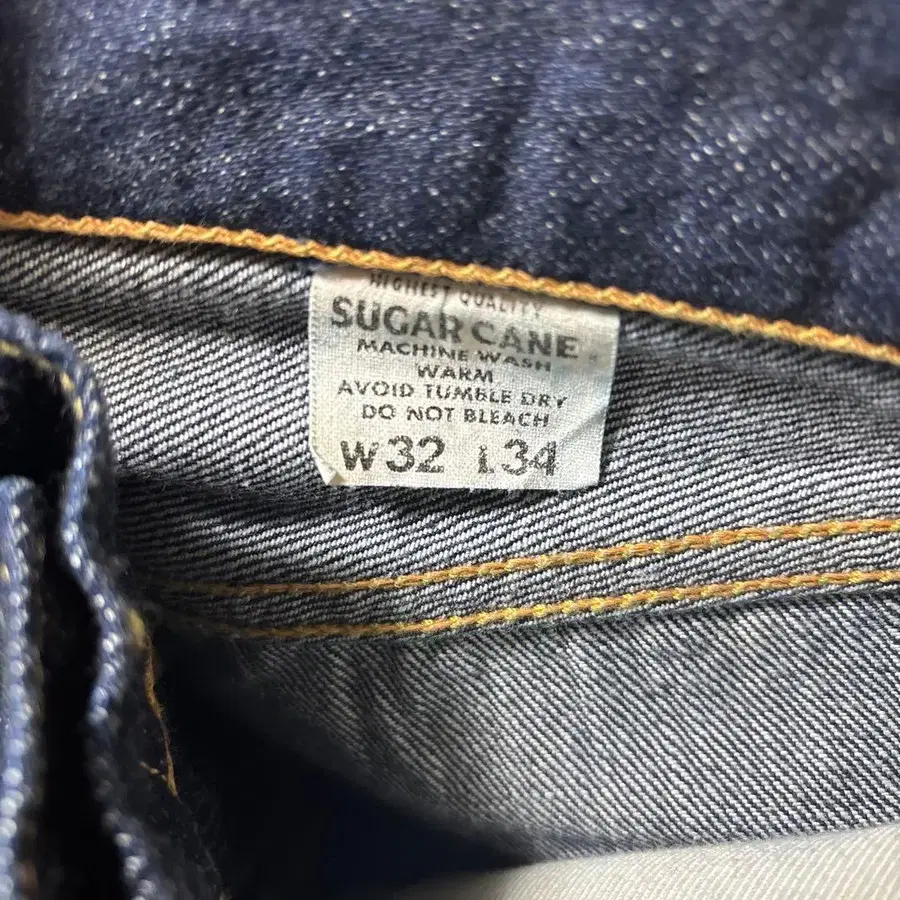 HIGHEST QUALITY
SUGAR CANE
MACHINE WASH
WARM
AVOID TUMBLE DRY
DO NOT BLEACH
W32 L34